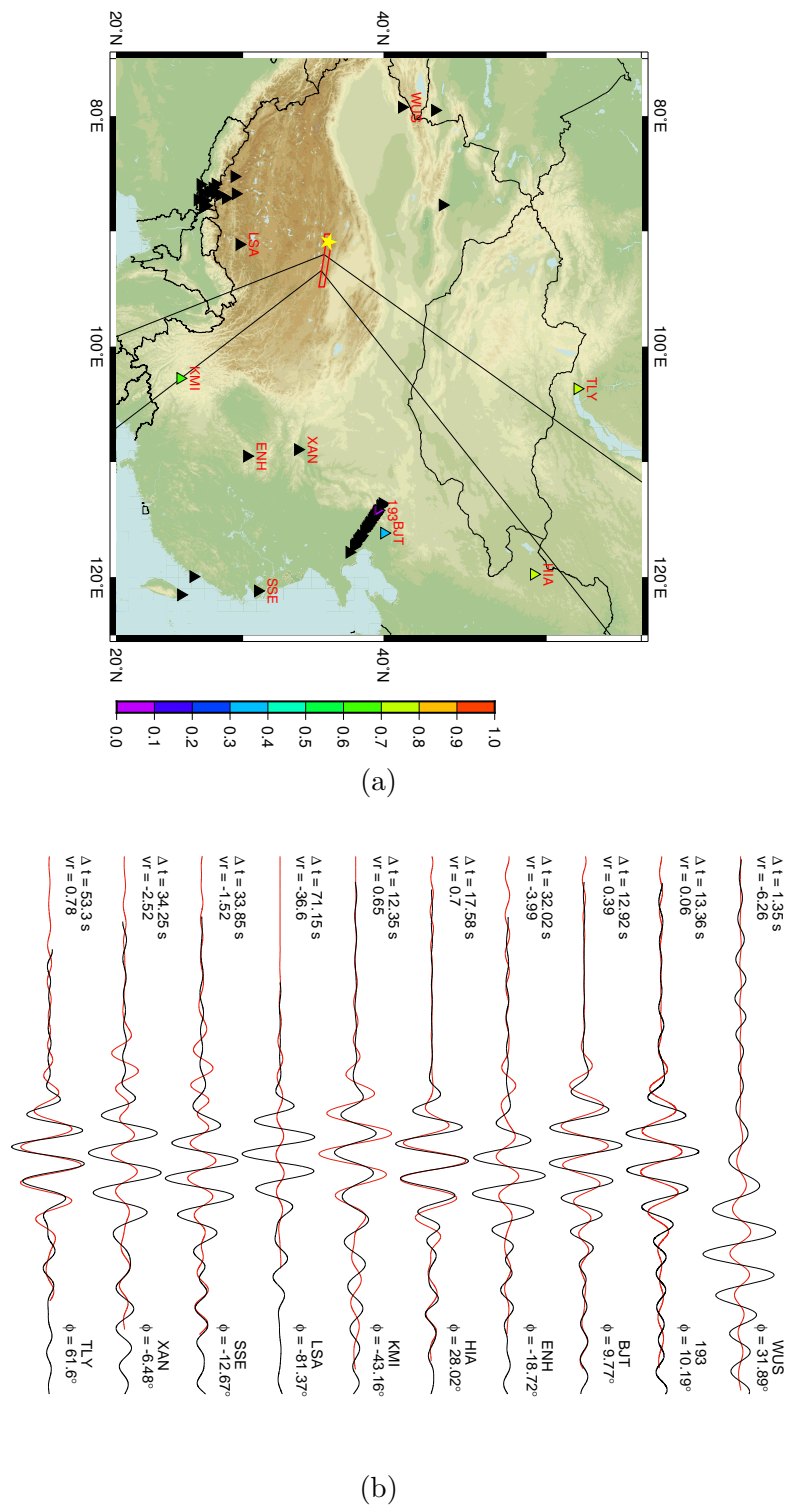 20˚N
40˚N
80˚E
100˚E
120˚E
80˚E
100˚E
120˚E
20˚N
40˚N
WUS
LSA
TLY
KMI
ENH
XAN
193
BJT
HIA
SSE
0.0
0.1
0.2
0.3
0.4
0.5
0.6
0.7
0.8
0.9
1.0
(a)
Δ t = 1.35 s
vr = -6.26
WUS
ϕ = 31.89°
Δ t = 13.36 s
vr = 0.06
193
ϕ = 10.19°
Δ t = 12.92 s
vr = 0.39
BJT
ϕ = 9.77°
Δ t = 32.02 s
vr = -3.99
ENH
ϕ = -18.72°
Δ t = 17.58 s
vr = 0.7
HIA
ϕ = 28.02°
Δ t = 12.35 s
vr = 0.65
KMI
ϕ = -43.16°
Δ t = 71.15 s
vr = -36.6
LSA
ϕ = -81.37°
Δ t = 33.85 s
vr = -1.52
SSE
ϕ = -12.67°
Δ t = 34.25 s
vr = -2.52
XAN
ϕ = -6.48°
Δ t = 53.3 s
vr = 0.78
TLY
ϕ = 61.6°
(b)